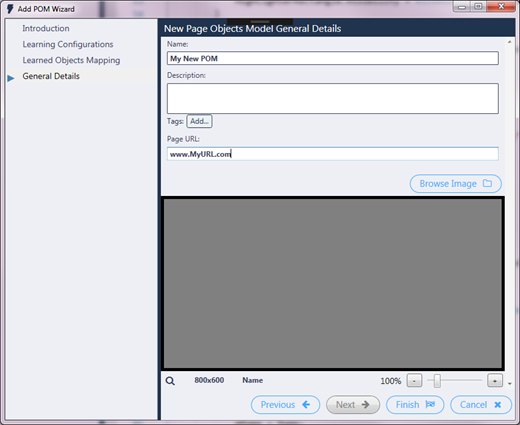 Add POM Wizard
Introduction
Learning Configurations
Learned Objects Mapping
General Details
New Page Objects Model General Details
Name:
My New POM
Description:
Tags: Add...
Page URL:
www.MyURL.com
Browse Image
800x600 Name 100% - +
Previous Next Finish Cancel